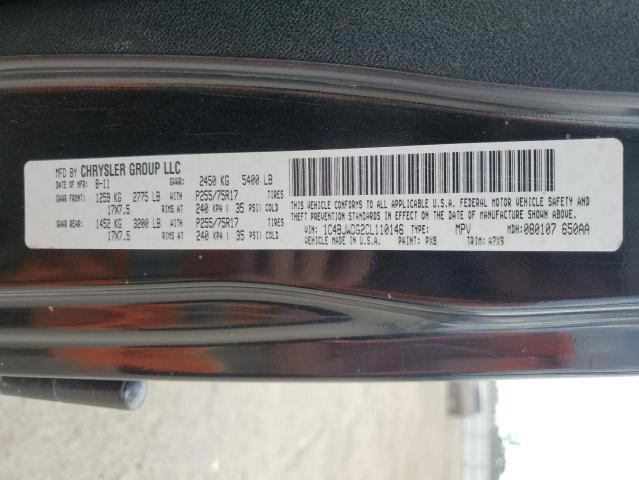 MFD BY CHRYSLER GROUP LLC
DATE OF MFR: 8-11 GVWR: 2450 KG 5400 LB
GAWR FRONT: 1259 KG 2775 LB WITH P255/75R17 TIRES
17X7.5 RIMS AT 240 KPA ( 35 PSI) COLD
GAWR REAR: 1452 KG 3200 LB WITH P255/75R17 TIRES
17X7.5 RIMS AT 240 KPA ( 35 PSI) COLD
THIS VEHICLE CONFORMS TO ALL APPLICABLE U.S.A. FEDERAL MOTOR VEHICLE SAFETY AND
THEFT PREVENTION STANDARDS IN EFFECT ON THE DATE OF MANUFACTURE SHOWN ABOVE.
VIN: 1C4BJWDG2CL110146 TYPE: MPV MDH: 080107 650AA
VEHICLE MADE IN U.S.A. PAINT: PX8 TRIM: A7X9